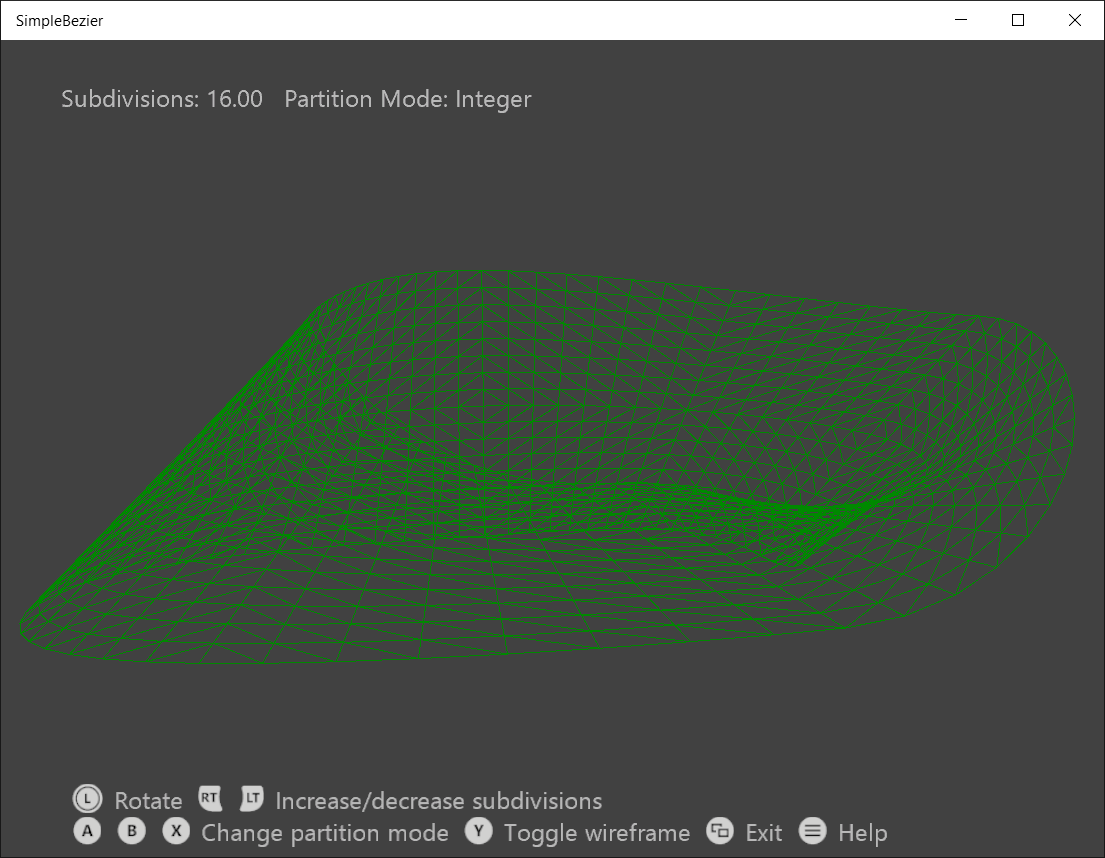 SimpleBezier
Subdivisions: 16.00   Partition Mode: Integer
L Rotate RT LT Increase/decrease subdivisions
A B X Change partition mode Y Toggle wireframe Exit Help